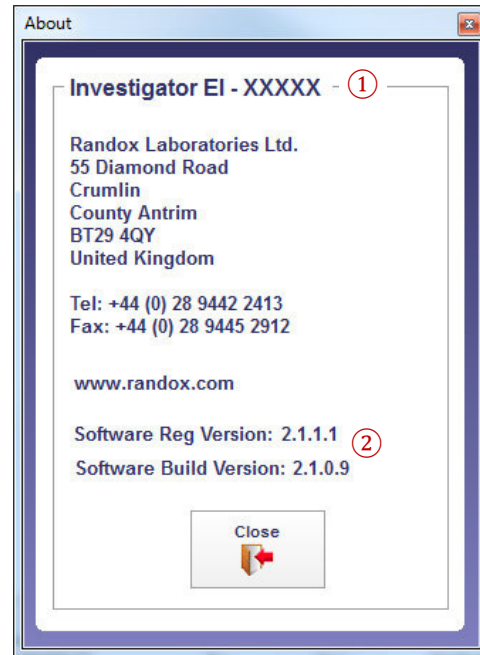 About
Investigator EI - XXXXX - ①
Randox Laboratories Ltd.
55 Diamond Road
Crumlin
County Antrim
BT29 4QY
United Kingdom
Tel: +44 (0) 28 9442 2413
Fax: +44 (0) 28 9445 2912
www.randox.com
Software Reg Version: 2.1.1.1
②
Software Build Version: 2.1.0.9
Close